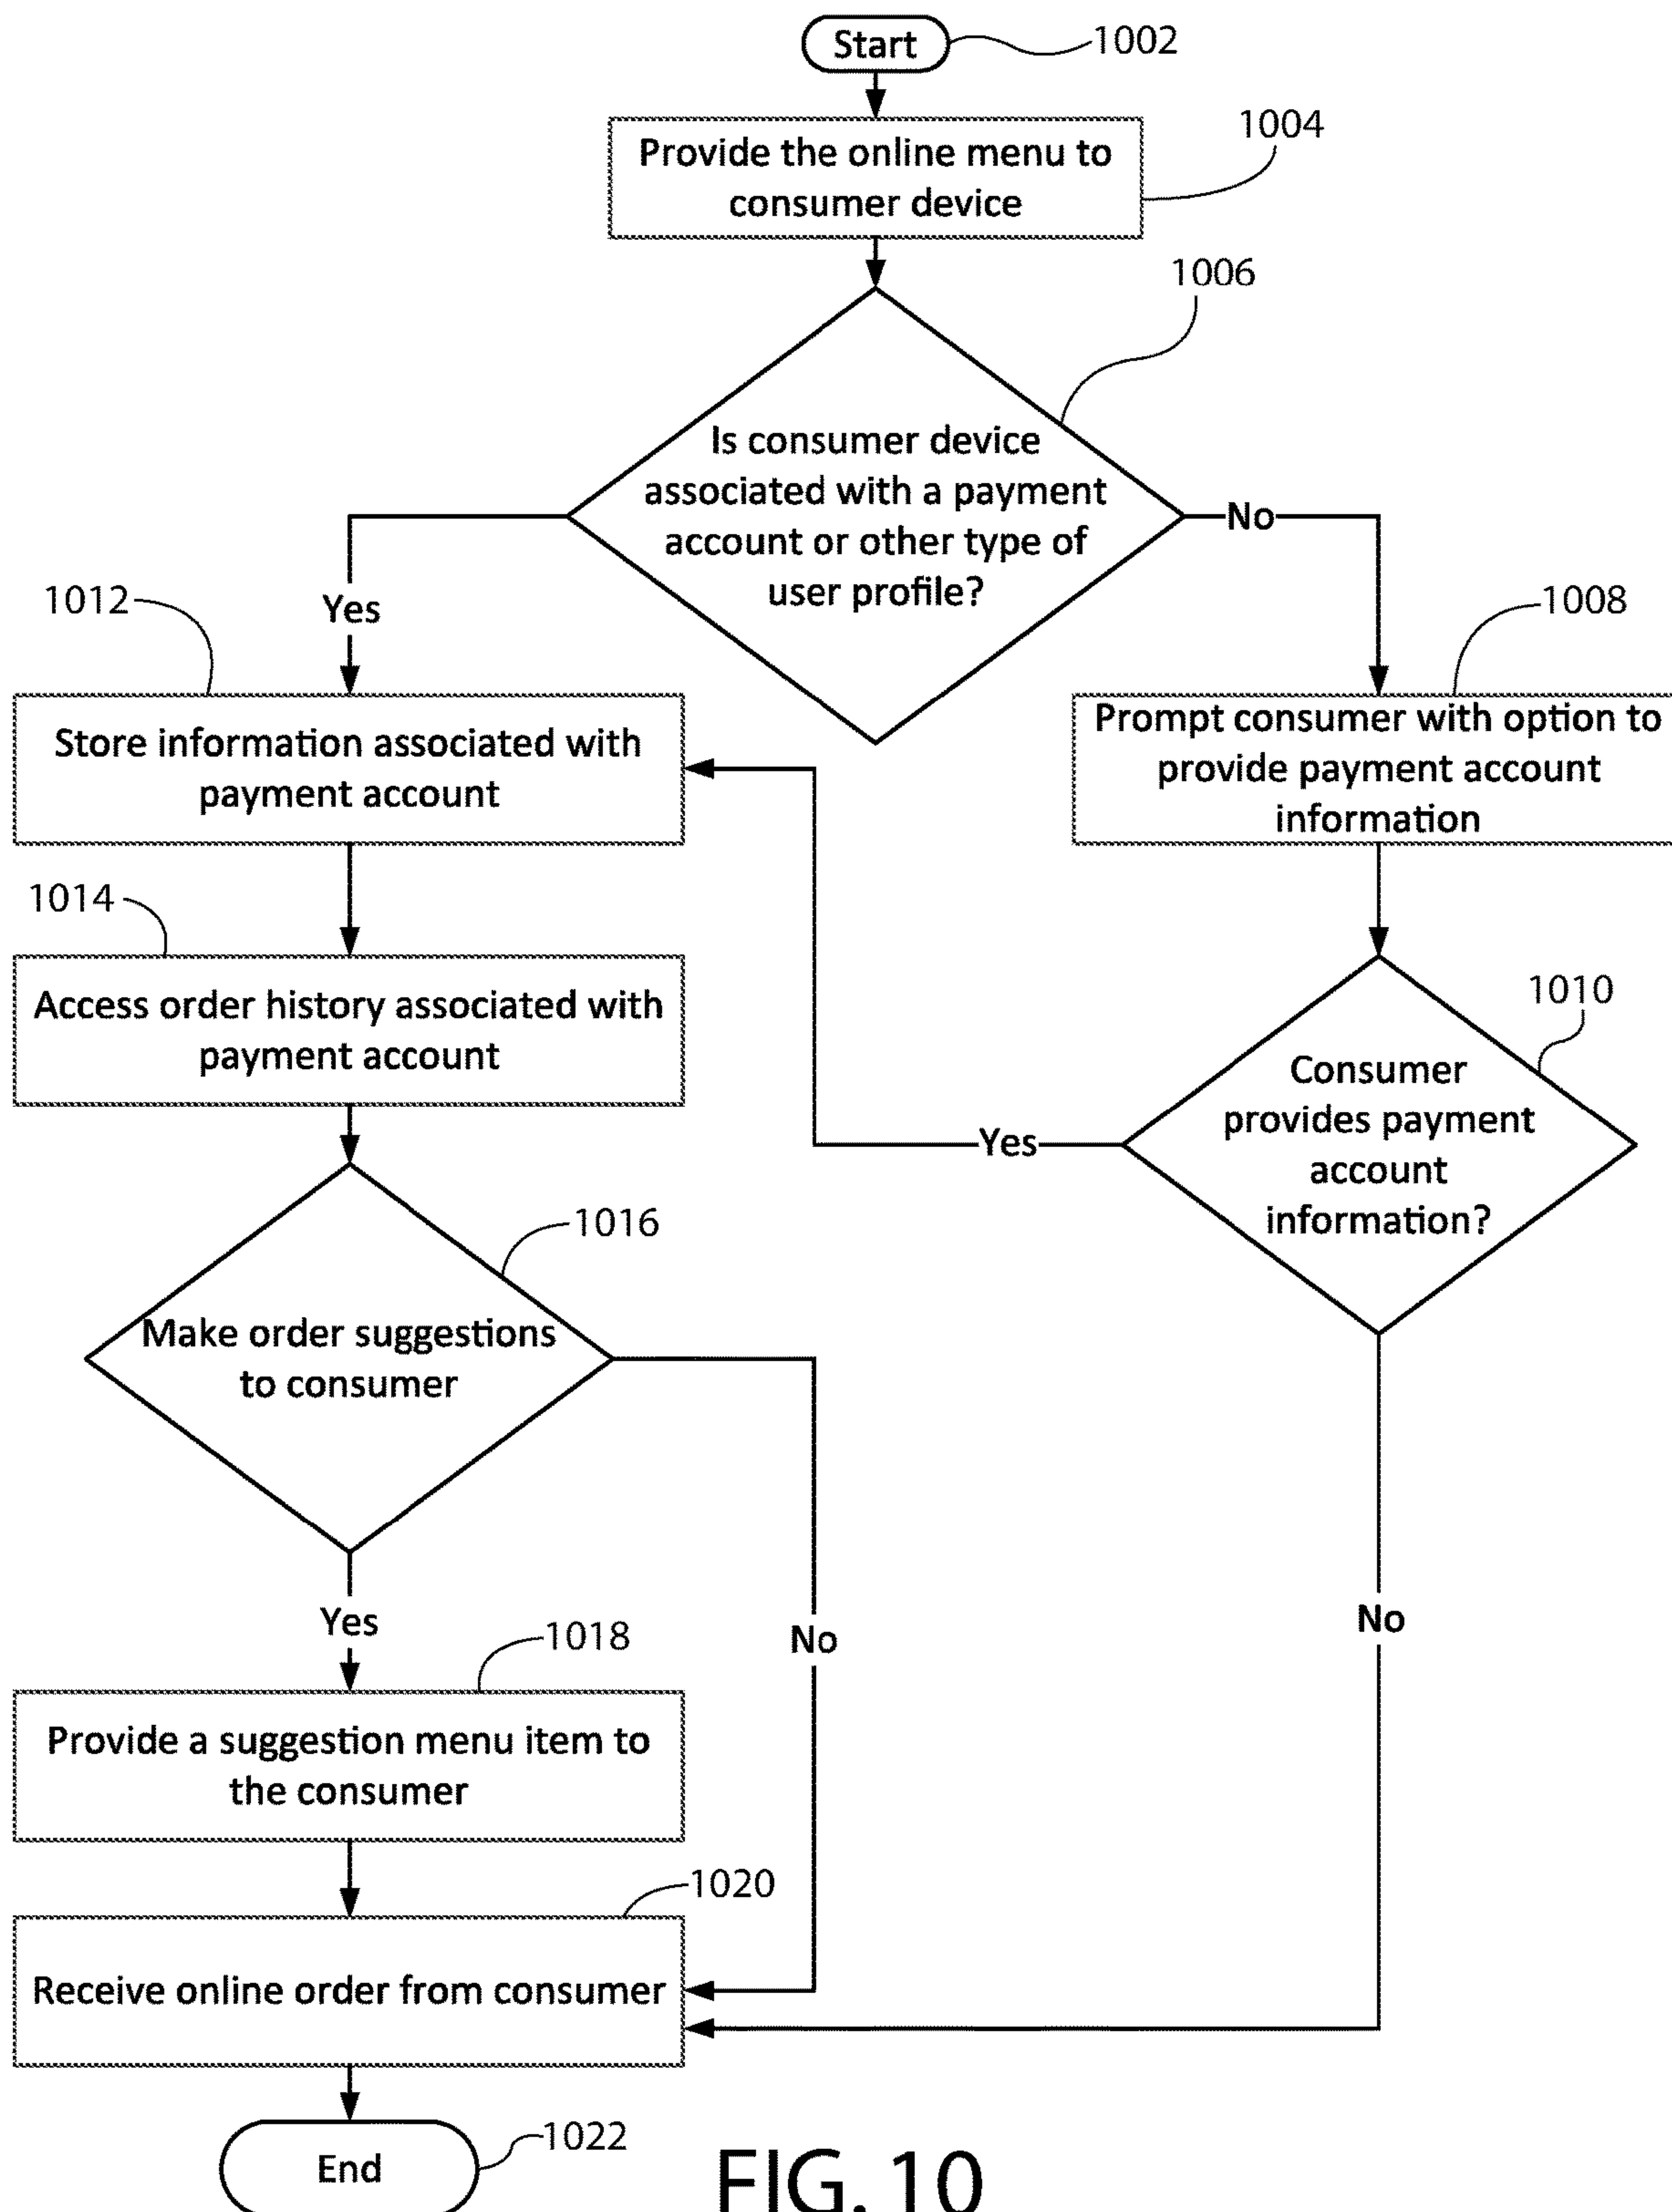 Start
1002
Provide the online menu to
consumer device
1004
1006
Is consumer device
associated with a payment
account or other type of
user profile?
No
Yes
1012
1008
Store information associated with
payment account
Prompt consumer with option to
provide payment account
information
1014
Access order history associated with
payment account
1010
Consumer
provides payment
account
information?
Yes
1016
Make order suggestions
to consumer
Yes
No
No
1018
Provide a suggestion menu item to
the consumer
1020
Receive online order from consumer
1022
End
FIG. 10